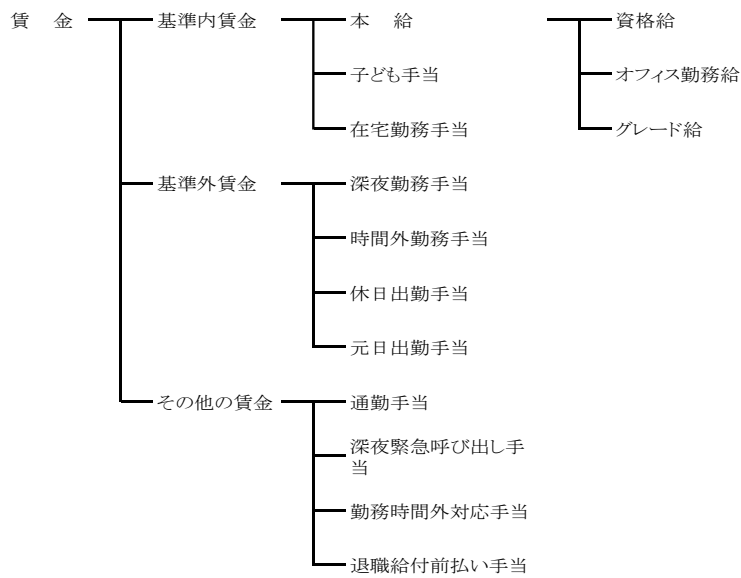 賃　金　基準内賃金　本　給　資格給
子ども手当　オフィス勤務給
在宅勤務手当　グレード給
基準外賃金　深夜勤務手当
時間外勤務手当
休日出勤手当
元日出勤手当
その他の賃金　通勤手当
深夜緊急呼び出し手
当
勤務時間外対応手当
退職給付前払い手当